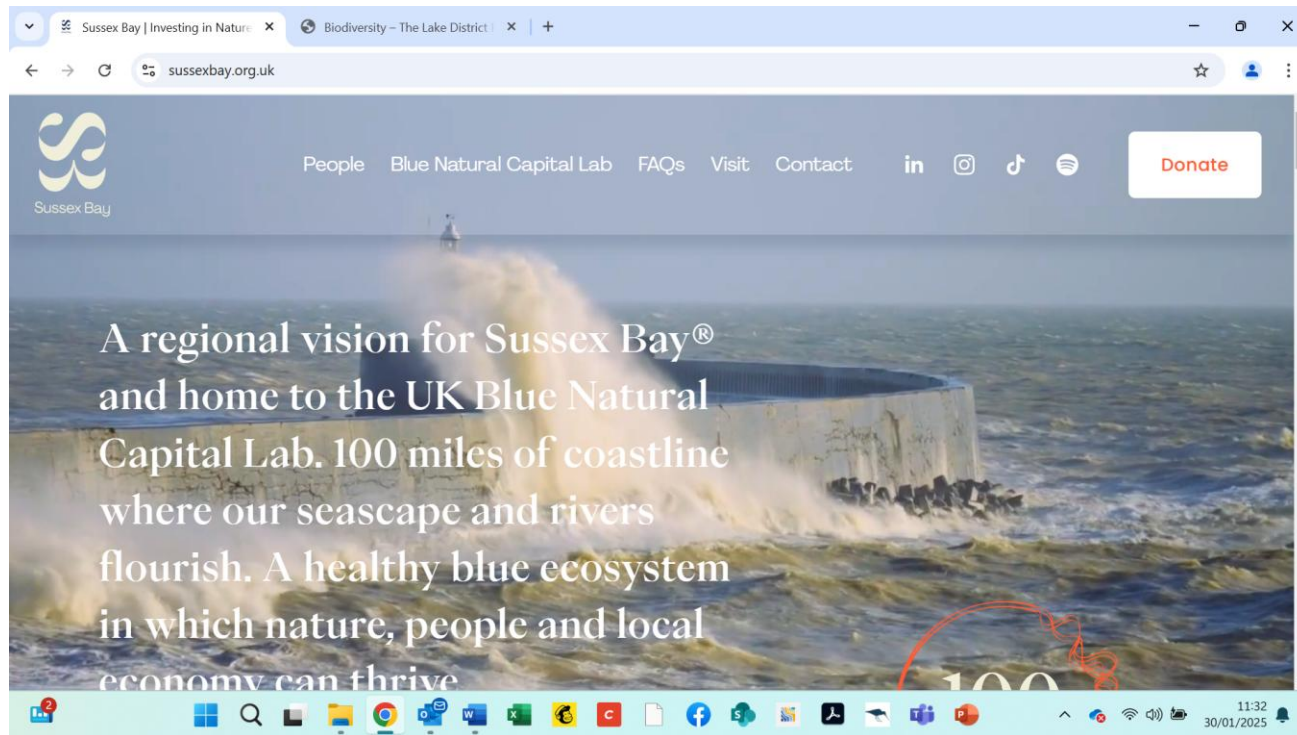 Sussex Bay | Investing in Nature
Biodiversity – The Lake District
sussexbay.org.uk
Sussex Bay
People Blue Natural Capital Lab FAQs Visit Contact in Donate
A regional vision for Sussex Bay®
and home to the UK Blue Natural
Capital Lab. 100 miles of coastline
where our seascape and rivers
flourish. A healthy blue ecosystem
in which nature, people and local
economy can thrive
100
2
11:32
30/01/2025